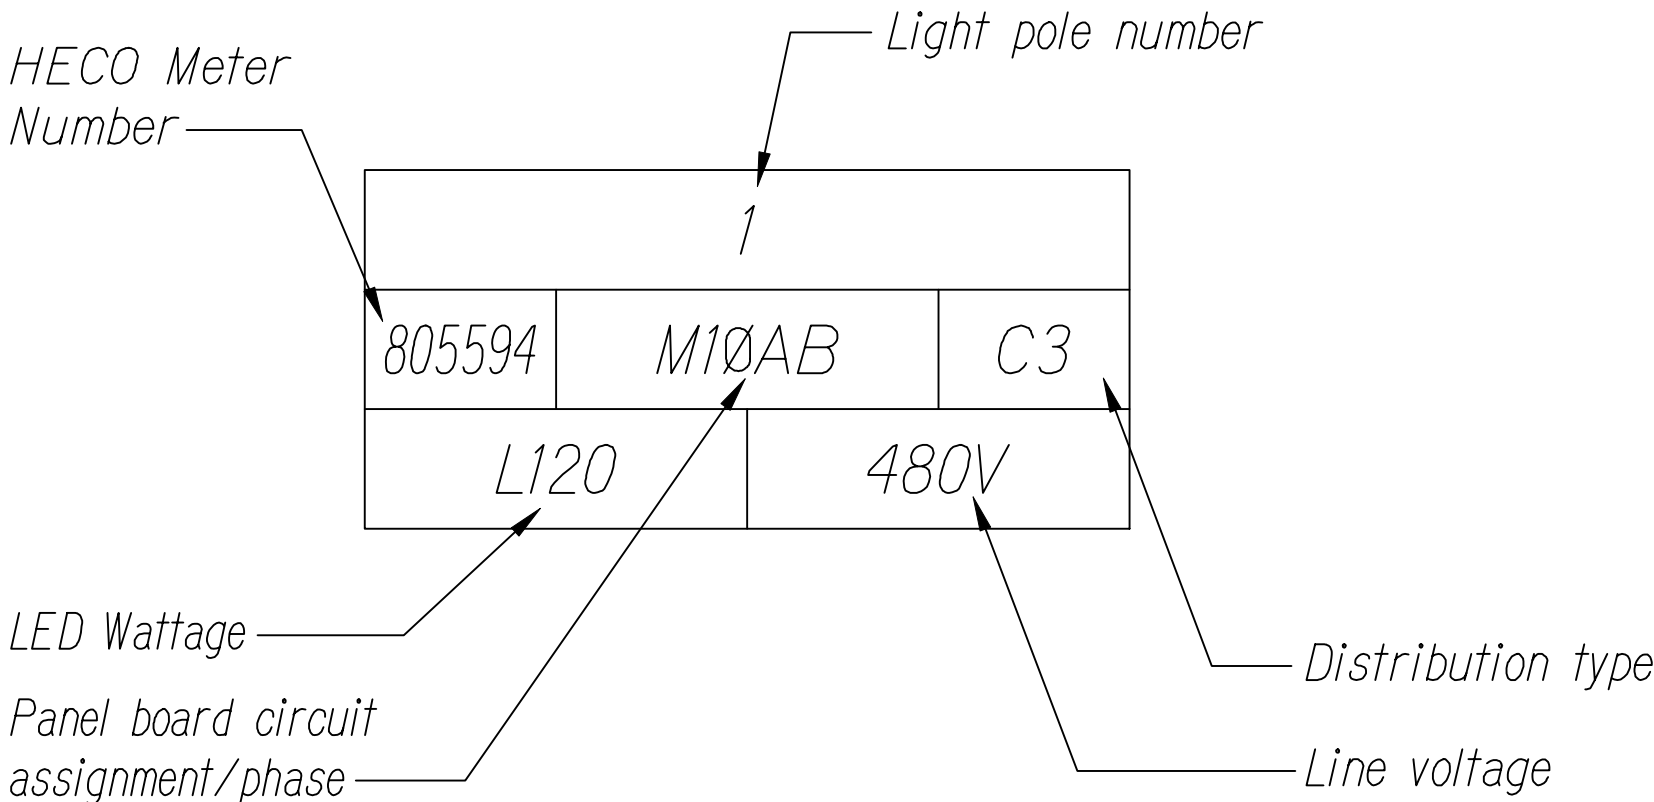 Light pole number
HECO Meter
Number
1
805594 M1ØAB C3
L120 480V
LED Wattage
Distribution type
Panel board circuit
assignment/phase
Line voltage